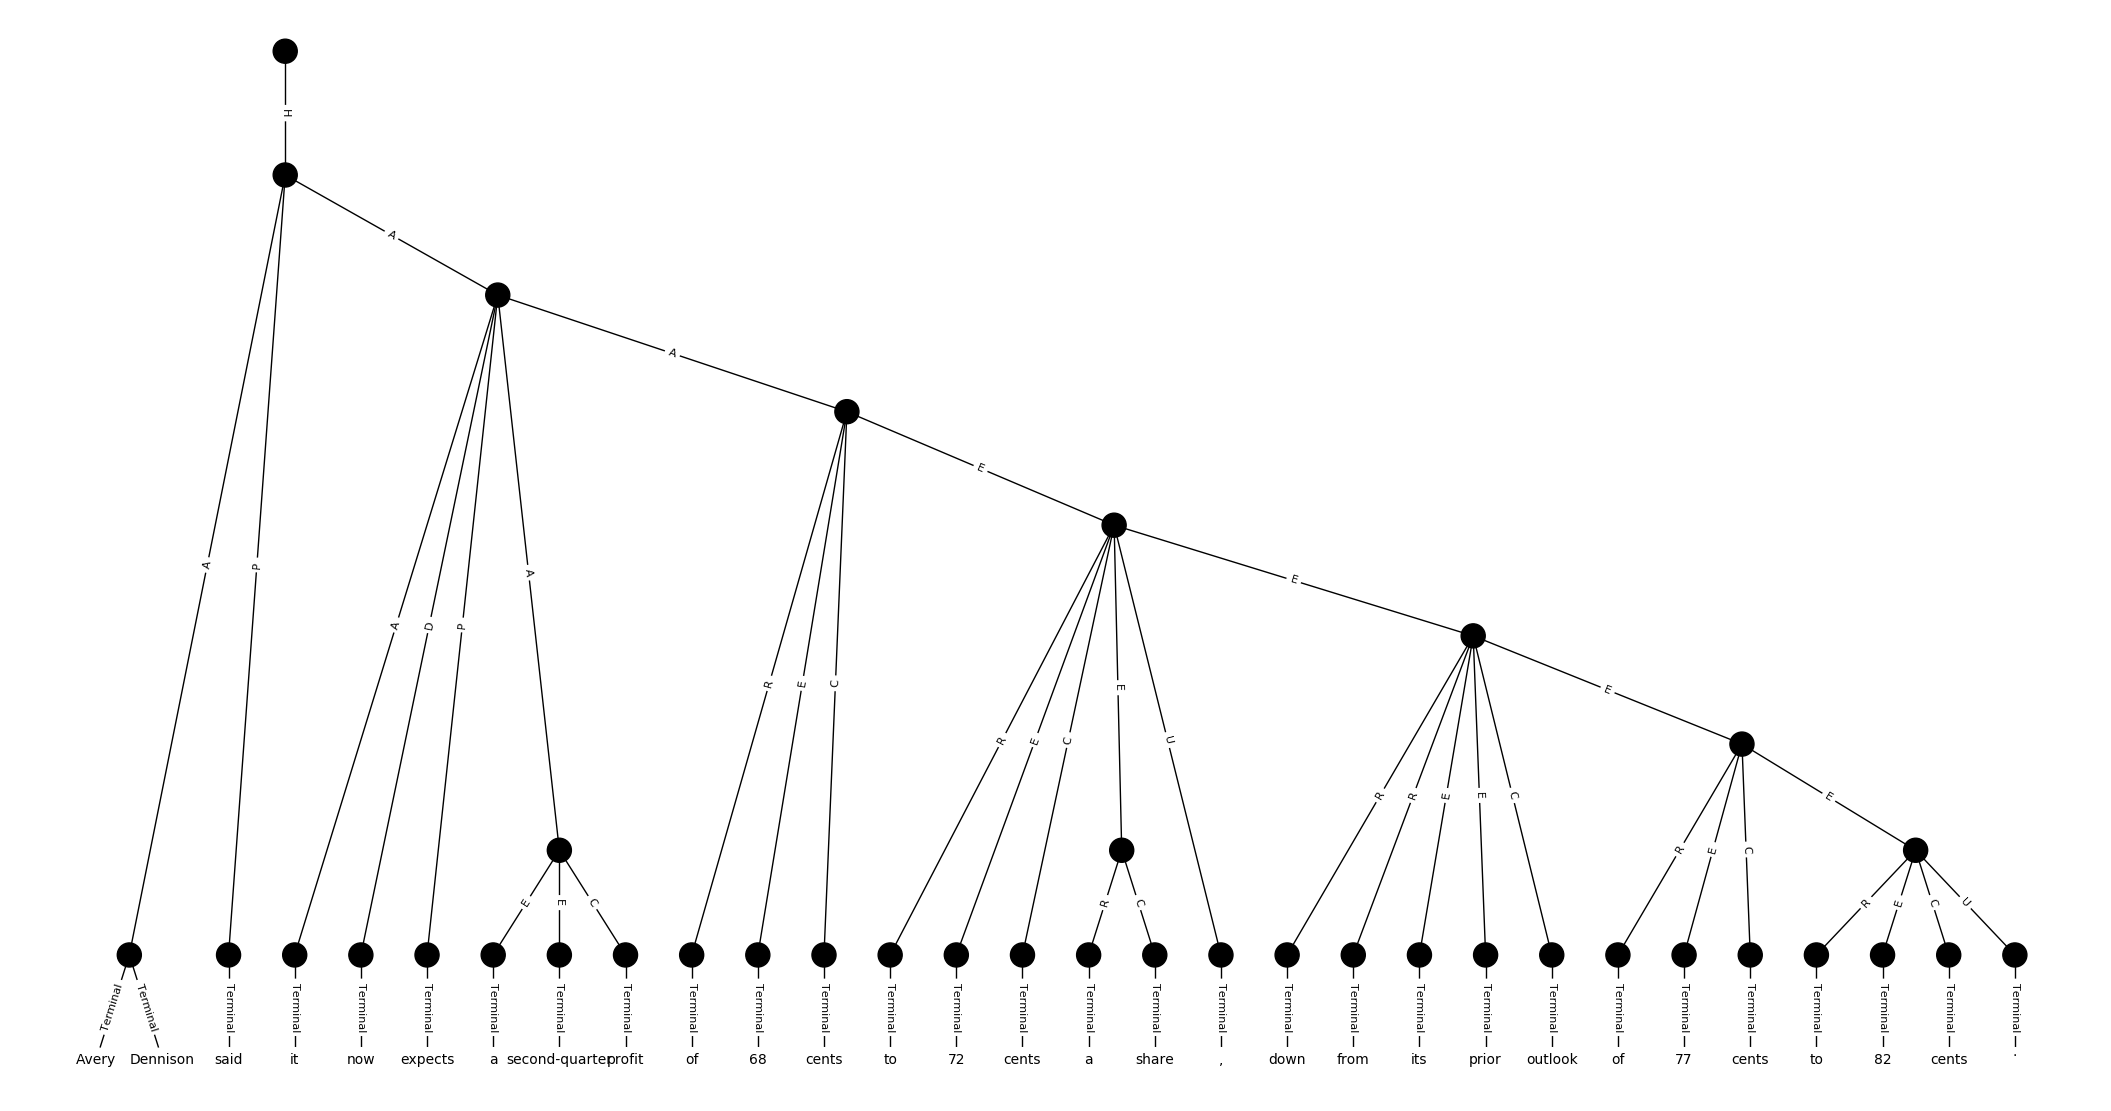 H
A
A
E
E
A
P
A
A
D
P
E
R
E
C
E
R
E
C
U
E
R
R
E
E
C
E
R
E
C
E
E
C
R
C
R
E
C
U
Terminal Terminal Terminal Terminal Terminal Terminal Terminal Terminal Terminal Terminal Terminal Terminal Terminal Terminal Terminal Terminal Terminal Terminal Terminal Terminal Terminal Terminal Terminal Terminal Terminal Terminal Terminal Terminal Terminal Terminal
Avery Dennison said it now expects a second-quarter profit of 68 cents to 72 cents a share , down from its prior outlook of 77 cents to 82 cents .